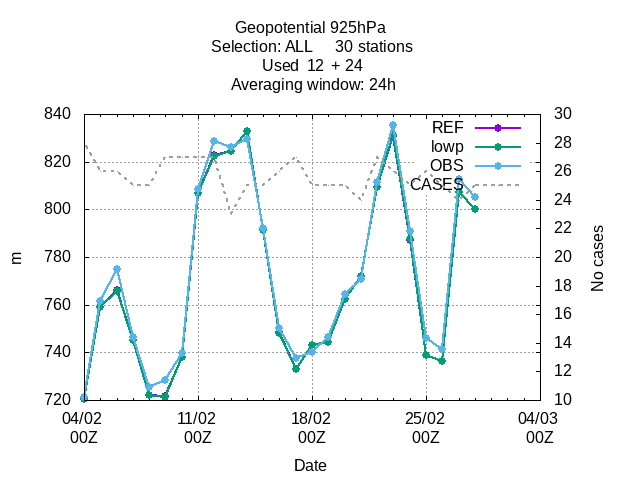 Geopotential 925hPa
Selection: ALL 30 stations
Used 12 + 24
Averaging window: 24h
840
820
800
780
760
740
720
30
28
26
24
22
20
18
16
14
12
10
REF
lowp
OBS
CASES
m
No cases
04/02
00Z
11/02
00Z
18/02
00Z
25/02
00Z
04/03
00Z
Date